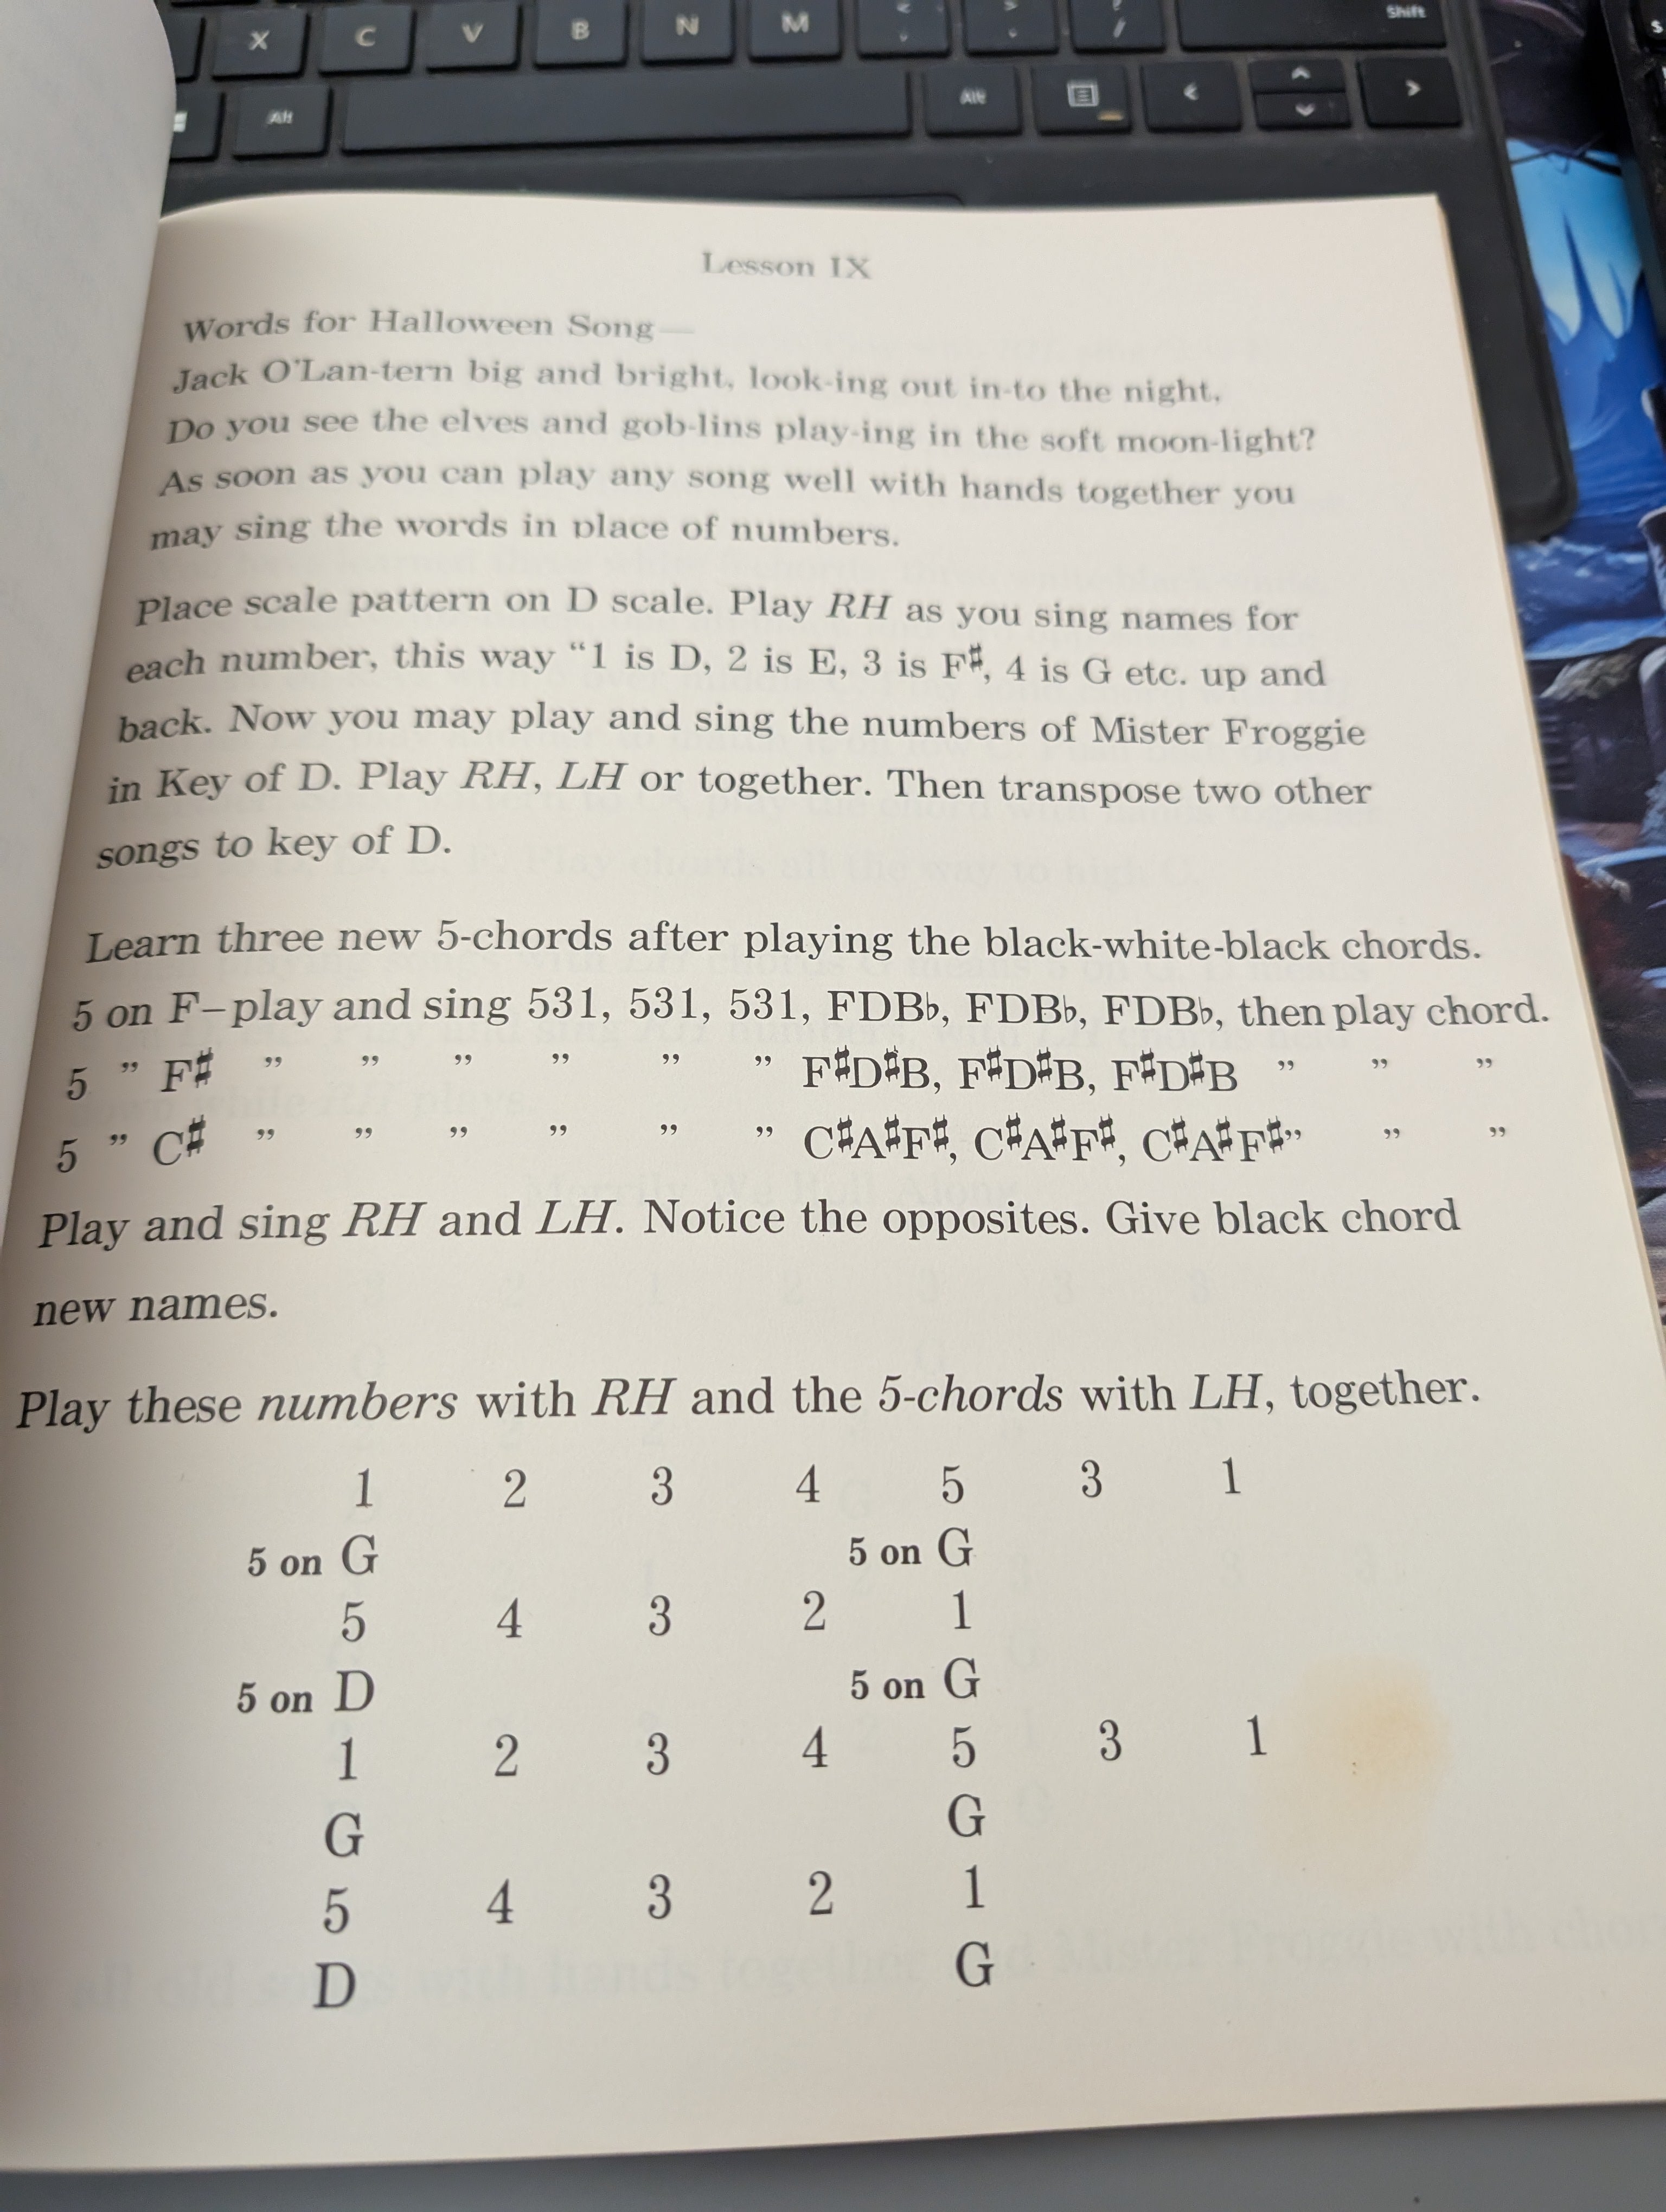 X C V B N M < > / Shift
Alt Alt < >
Lesson IX
Words for Halloween Song—
Jack O'Lan-tern big and bright, look-ing out in-to the night,
Do you see the elves and gob-lins play-ing in the soft moon-light?
As soon as you can play any song well with hands together you
may sing the words in place of numbers.
Place scale pattern on D scale. Play RH as you sing names for
each number, this way “1 is D, 2 is E, 3 is F♯, 4 is G etc. up and
back. Now you may play and sing the numbers of Mister Froggie
in Key of D. Play RH, LH or together. Then transpose two other
songs to key of D.
Learn three new 5-chords after playing the black-white-black chords.
5 on F–play and sing 531, 531, 531, FDB♭, FDB♭, FDB♭, then play chord.
5 ” F♯ ” ” ” ” ” ” F♯D♯B, F♯D♯B, F♯D♯B ” ” ”
5 ” C♯ ” ” ” ” ” ” C♯A♯F♯, C♯A♯F♯, C♯A♯F♯” ” ”
Play and sing RH and LH. Notice the opposites. Give black chord
new names.
Play these numbers with RH and the 5-chords with LH, together.
1 2 3 4 5 3 1
5 on G 5 on G
5 4 3 2 1
5 on D 5 on G
1 2 3 4 5 3 1
G G
5 4 3 2 1
D G